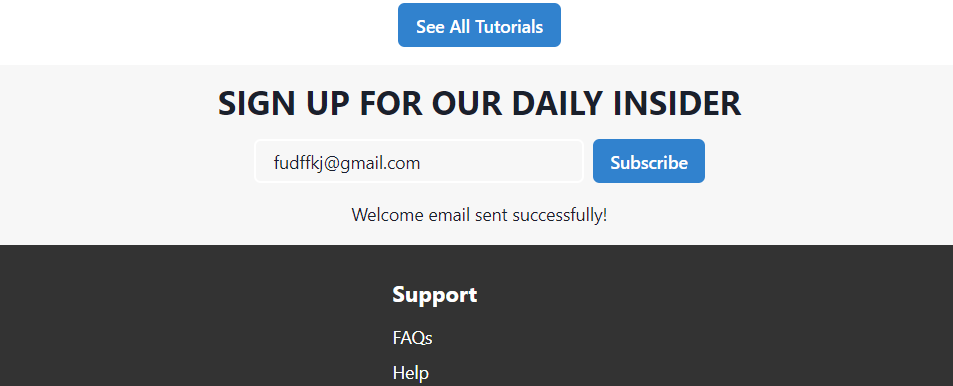 See All Tutorials
SIGN UP FOR OUR DAILY INSIDER
fudffkj@gmail.com
Subscribe
Welcome email sent successfully!
Support
FAQs
Help